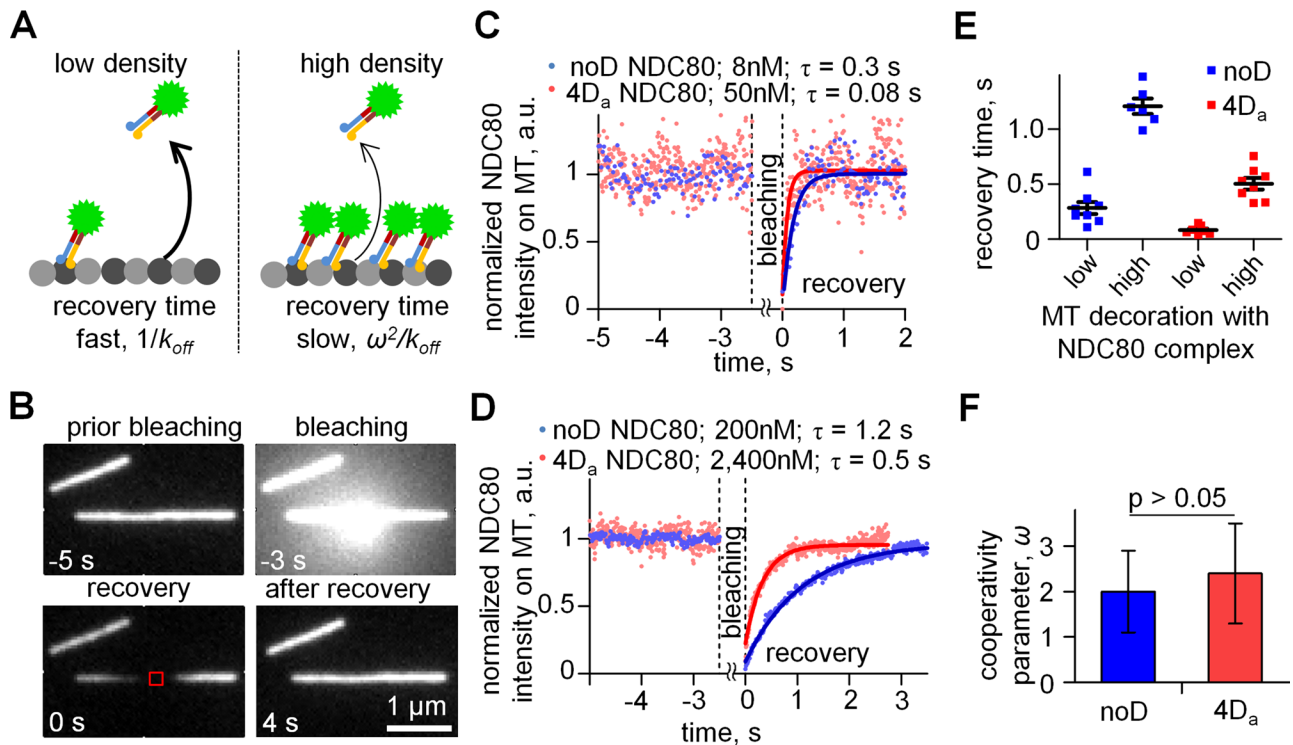 A
low density
high density
recovery time
fast, 1/k_off
recovery time
slow, ω²/k_off
B
prior bleaching
bleaching
-5 s
-3 s
recovery
after recovery
0 s
4 s
1 μm
C
noD NDC80; 8nM; τ = 0.3 s
4Dₐ NDC80; 50nM; τ = 0.08 s
normalized NDC80
intensity on MT, a.u.
1
0.5
0
bleaching
recovery
-5
-4
-3
0
1
2
time, s
D
noD NDC80; 200nM; τ = 1.2 s
4Dₐ NDC80; 2,400nM; τ = 0.5 s
normalized NDC80
intensity on MT, a.u.
1
0.5
0
bleaching
recovery
-4
-3
0
1
2
3
time, s
E
noD
4Dₐ
recovery time, s
1.0
0.5
0
low
high
low
high
MT decoration with
NDC80 complex
F
p > 0.05
cooperativity
parameter, ω
3
2
1
0
noD
4Dₐ